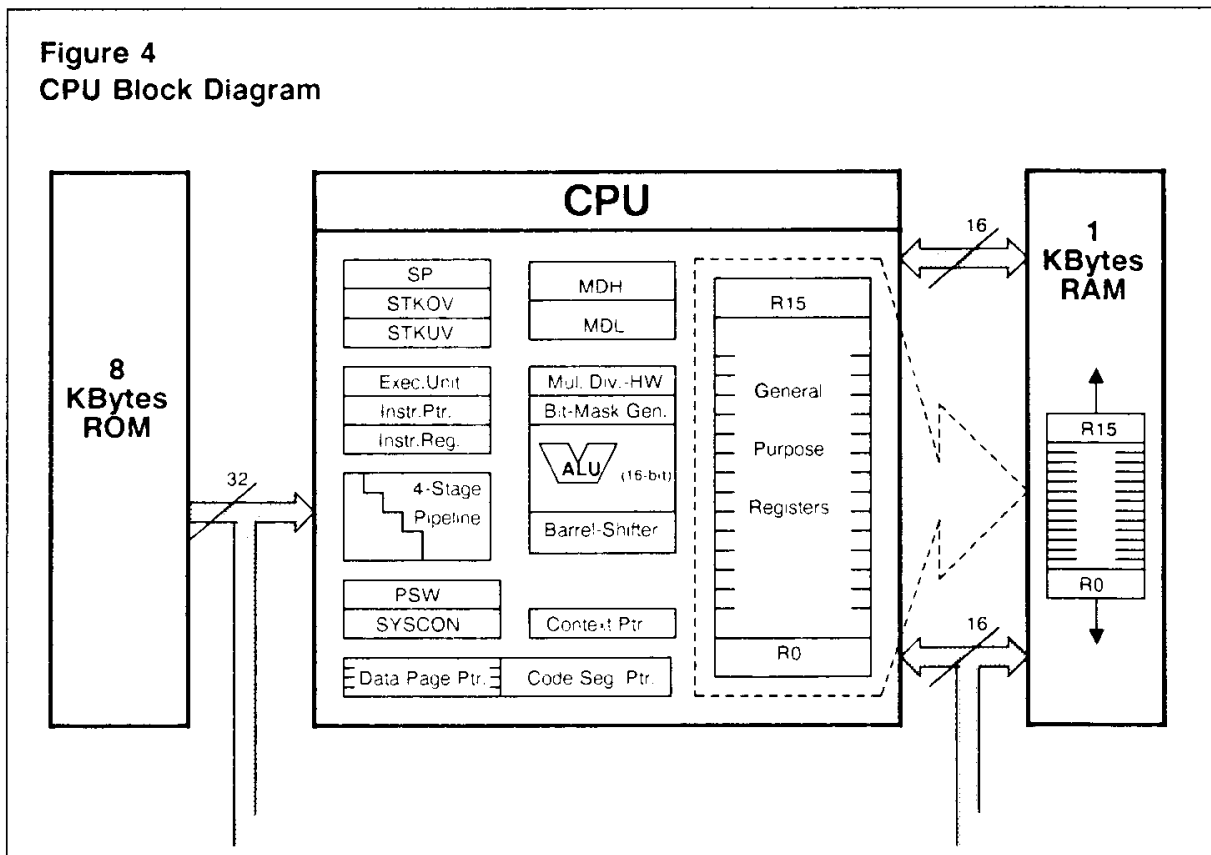 Figure 4
CPU Block Diagram
8
KBytes
ROM
32
CPU
SP
STKOV
STKUV
Exec.Unit
Instr.Ptr.
Instr.Reg.
4-Stage
Pipeline
PSW
SYSCON
Data Page Ptr.
Code Seg. Ptr.
MDH
MDL
Mul. Div.-HW
Bit-Mask Gen.
ALU
(16-bit)
Barrel-Shifter
Context Ptr
R15
General
Purpose
Registers
R0
16
16
1
KBytes
RAM
R15
R0